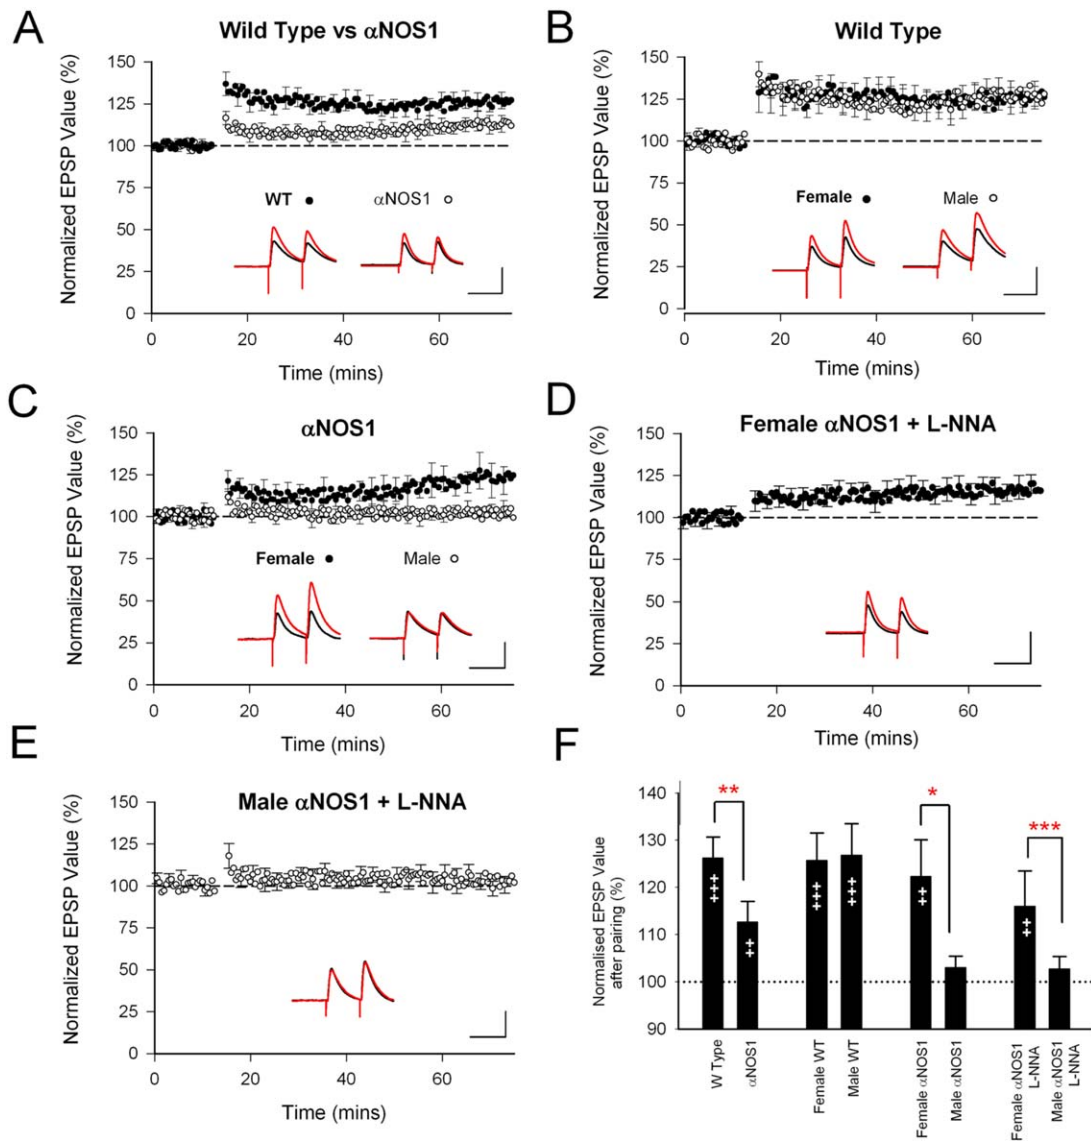 A
Wild Type vs αNOS1
Normalized EPSP Value (%)
150
125
100
75
50
25
0
WT
αNOS1
0
20
40
60
Time (mins)
B
Wild Type
Normalized EPSP Value (%)
150
125
100
75
50
25
0
Female
Male
0
20
40
60
Time (mins)
C
αNOS1
Normalized EPSP Value (%)
150
125
100
75
50
25
0
Female
Male
0
20
40
60
Time (mins)
D
Female αNOS1 + L-NNA
Normalized EPSP Value (%)
150
125
100
75
50
25
0
0
20
40
60
Time (mins)
E
Male αNOS1 + L-NNA
Normalized EPSP Value (%)
150
125
100
75
50
25
0
0
20
40
60
Time (mins)
F
Normalised EPSP Value
after pairing (%)
140
130
120
110
100
90
**
*
***
+++
++
+++
+++
++
++
W Type
αNOS1
Female WT
Male WT
Female αNOS1
Male αNOS1
Female αNOS1
L-NNA
Male αNOS1
L-NNA